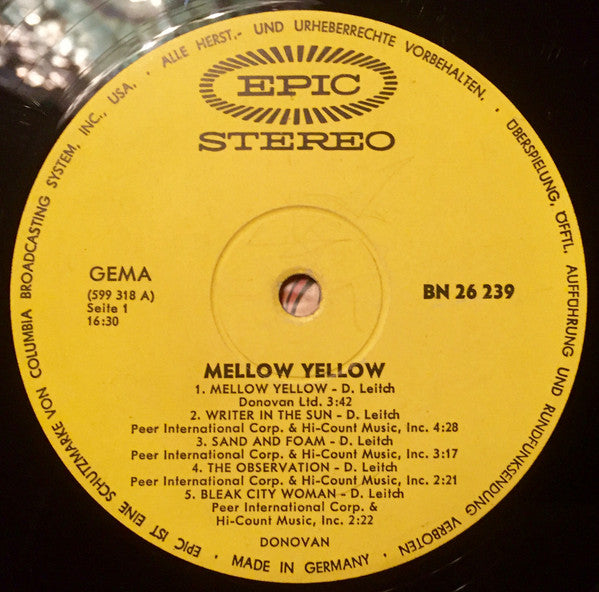 · ALLE HERST.- UND URHEBERRECHTE VORBEHALTEN. · ÜBERSPIELUNG, ÖFFTL. AUFFÜHRUNG UND RUNDFUNKSENDUNG VERBOTEN · MADE IN GERMANY · EPIC IST EINE SCHUTZMARKE VON COLUMBIA BROADCASTING SYSTEM, INC., USA.
EPIC
STEREO
GEMA
(599 318 A)
Seite 1
16:30
BN 26 239
MELLOW YELLOW
1. MELLOW YELLOW - D. Leitch
Donovan Ltd. 3:42
2. WRITER IN THE SUN - D. Leitch
Peer International Corp. & Hi-Count Music, Inc. 4:28
3. SAND AND FOAM - D. Leitch
Peer International Corp. & Hi-Count Music, Inc. 3:17
4. THE OBSERVATION - D. Leitch
Peer International Corp. & Hi-Count Music, Inc. 2:21
5. BLEAK CITY WOMAN - D. Leitch
Peer International Corp. &
Hi-Count Music, Inc. 2:22
DONOVAN